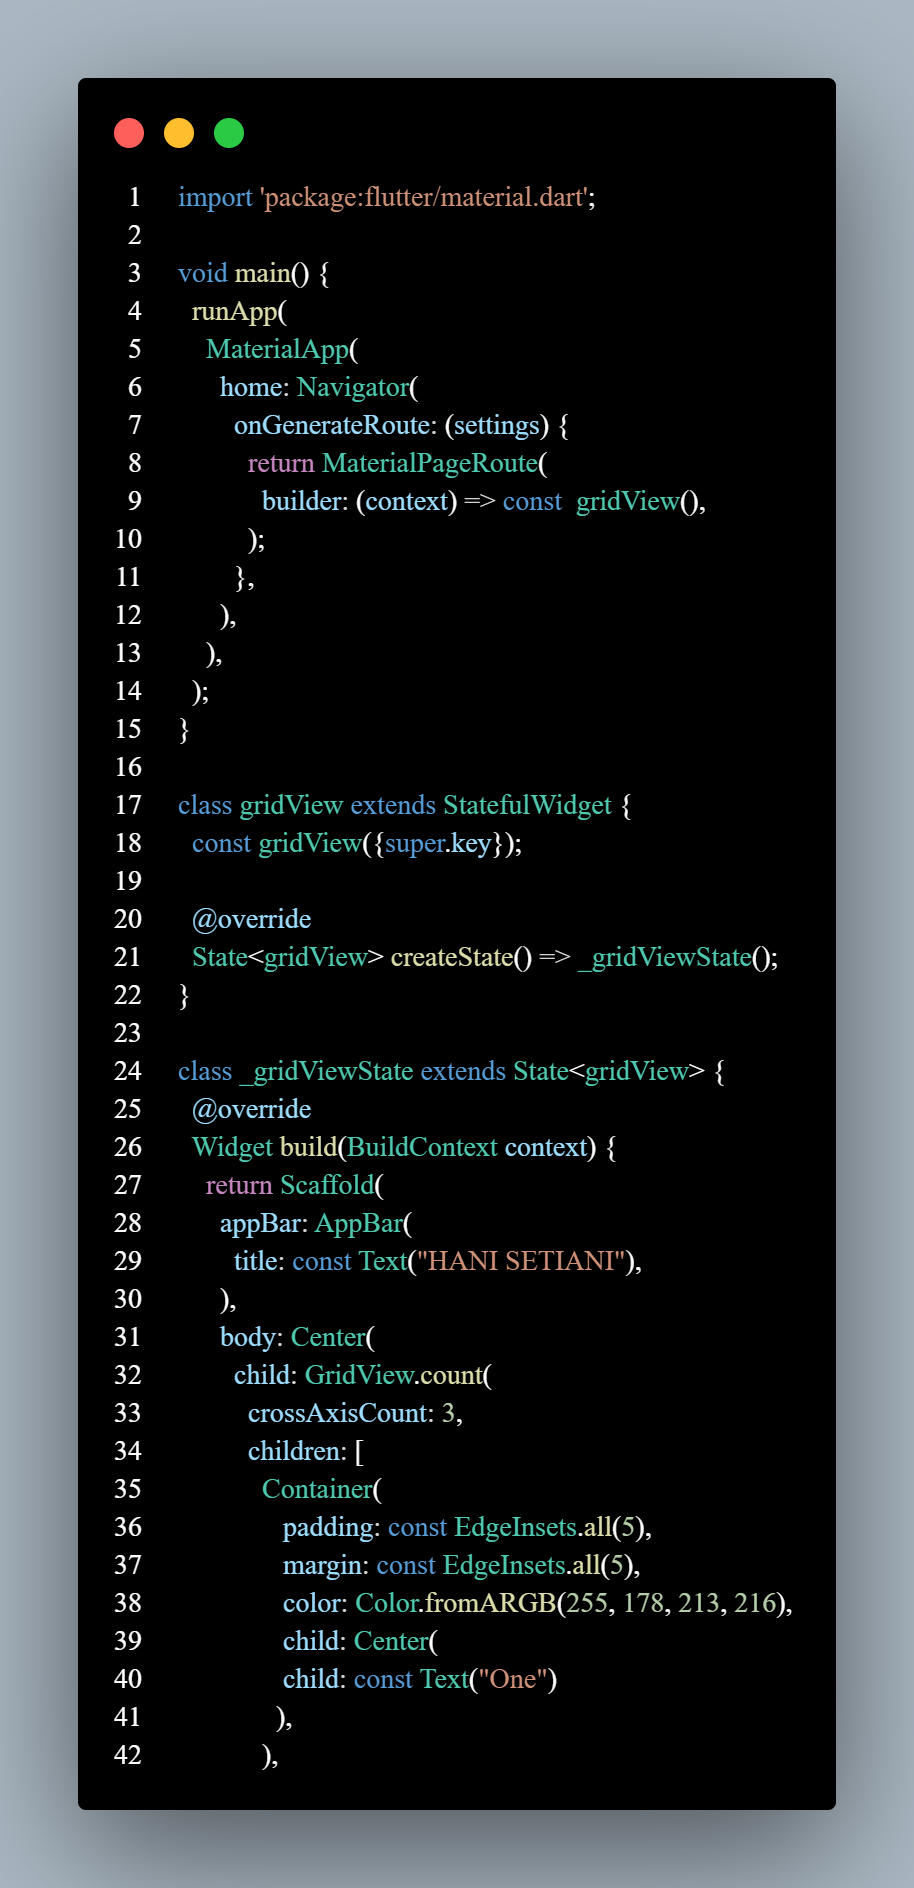 1 import 'package:flutter/material.dart';
2
3 void main() {
4   runApp(
5     MaterialApp(
6       home: Navigator(
7         onGenerateRoute: (settings) {
8           return MaterialPageRoute(
9             builder: (context) => const  gridView(),
10           );
11         },
12       ),
13     ),
14   );
15 }
16
17 class gridView extends StatefulWidget {
18   const gridView({super.key});
19
20   @override
21   State<gridView> createState() => _gridViewState();
22 }
23
24 class _gridViewState extends State<gridView> {
25   @override
26   Widget build(BuildContext context) {
27     return Scaffold(
28       appBar: AppBar(
29         title: const Text("HANI SETIANI"),
30       ),
31       body: Center(
32         child: GridView.count(
33           crossAxisCount: 3,
34           children: [
35             Container(
36                padding: const EdgeInsets.all(5),
37                margin: const EdgeInsets.all(5),
38                color: Color.fromARGB(255, 178, 213, 216),
39                child: Center(
40                child: const Text("One")
41               ),
42             ),